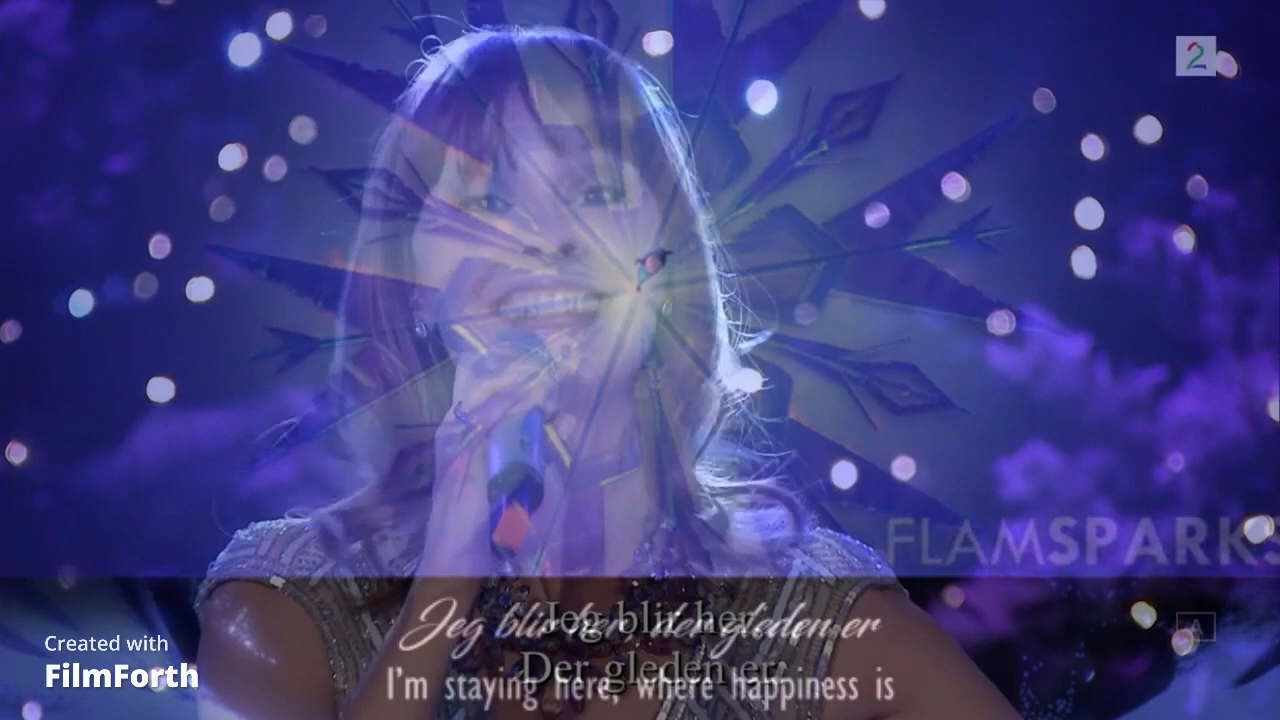 2
FLAMSPARKS
A
Jeg blir her, der gleden er
Jeg blir her,
Der gleden er,
I'm staying here, where happiness is
Created with
FilmForth